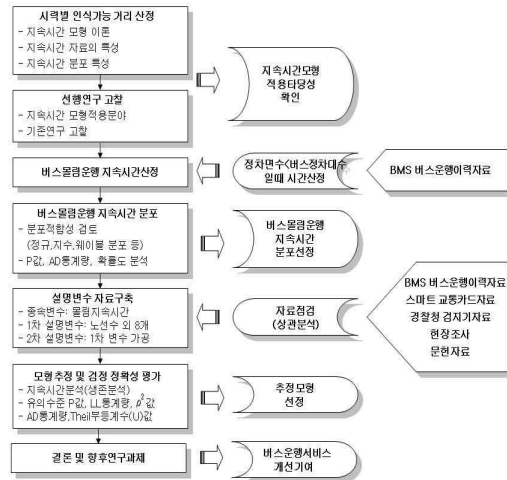 시력별 인식가능 거리 산정
- 지속시간 모형 이론
- 지속시간 자료의 특성
- 지속시간 분포 특성
지속시간모형
적용타당성
확인
선행연구 고찰
- 지속시간 모형적용분야
- 기존연구 고찰
버스몰림운행 지속시간산정
정차면수<버스정차대수
일때 시간산정
BMS 버스운행이력자료
버스몰림운행 지속시간 분포
- 분포적합성 검토
(정규,지수,웨이블 분포 등)
- P값, AD통계량, 확률도 분석
버스몰림운행
지속시간
분포선정
설명변수 자료구축
- 종속변수: 몰림지속시간
- 1차 설명변수: 노선수 외 8개
- 2차 설명변수: 1차 변수 가공
자료점검
(상관분석)
BMS 버스운행이력자료
스마트 교통카드자료
경찰청 검지기자료
현장조사
문헌자료
모형추정 및 검정 정확성 평가
- 지속시간분석(생존분석)
- 유의수준 P값, LL통계량, ρ²값
- AD통계량,Theil부등계수(U)값
추정모형
선정
결론 및 향후연구과제
버스운행서비스
개선기여